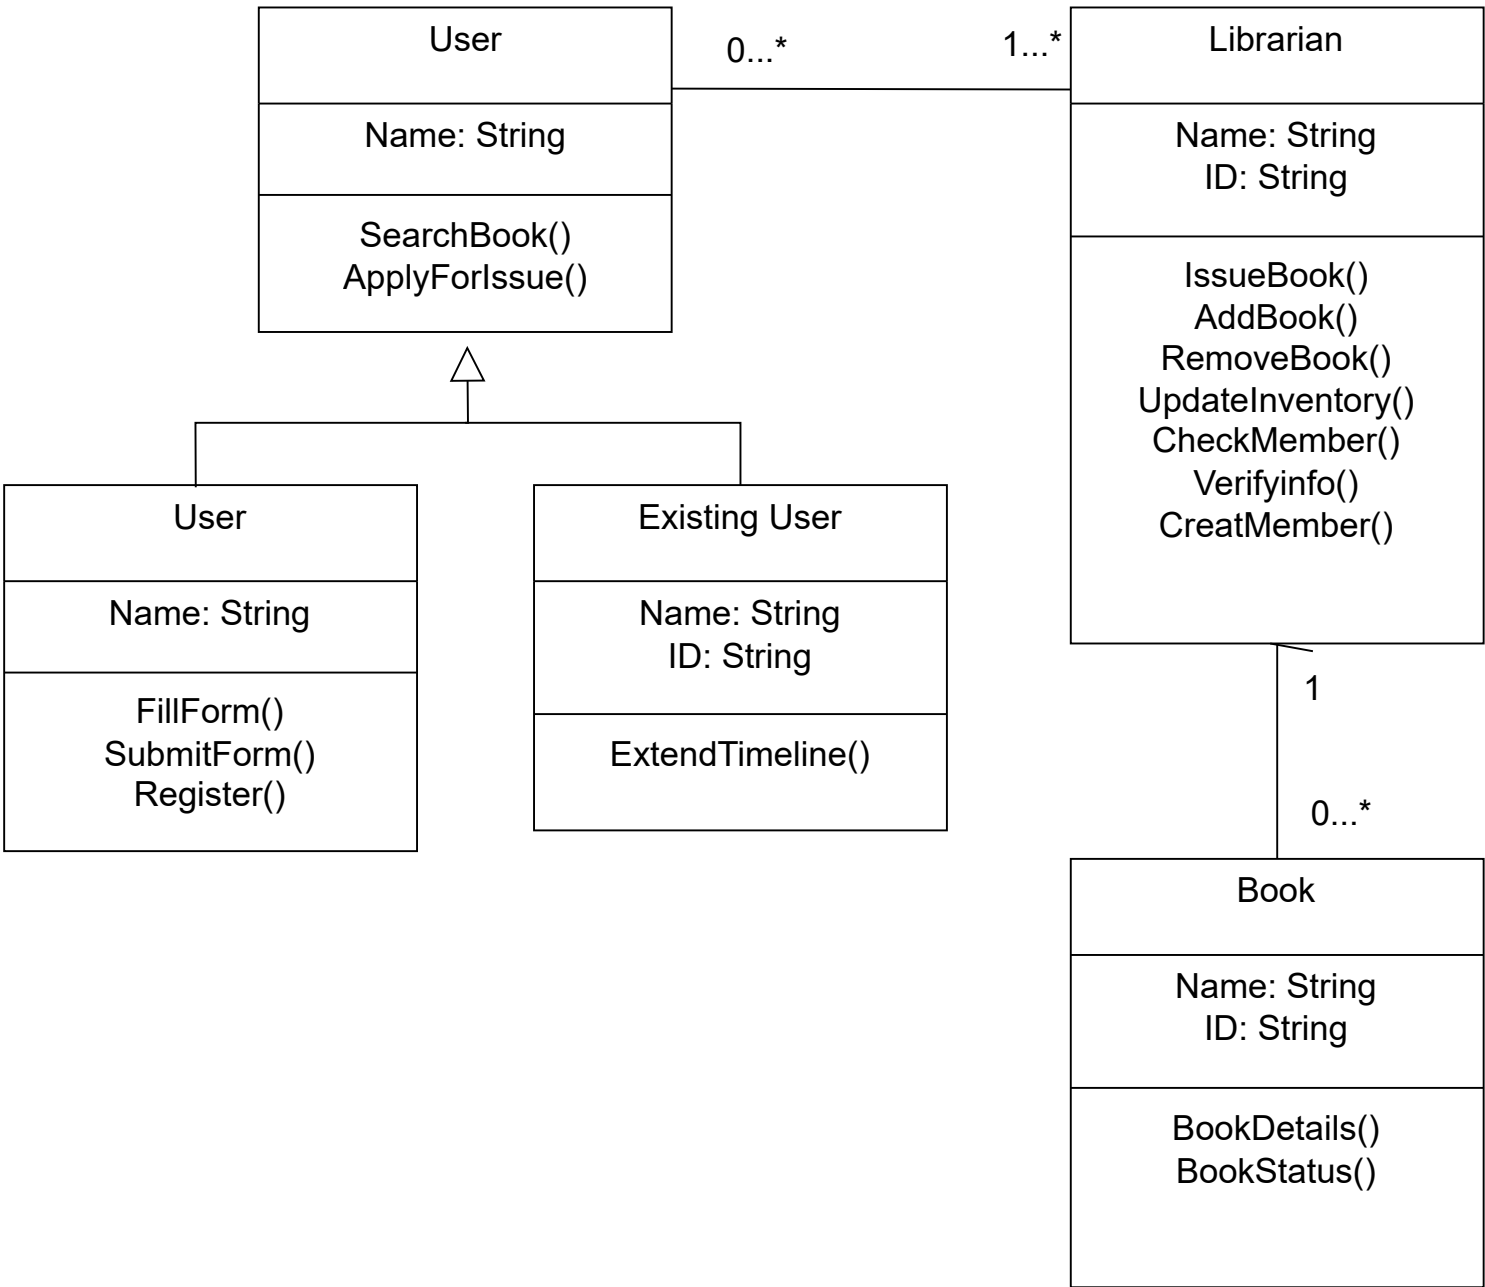 User
Name: String
SearchBook()
ApplyForIssue()
0...*
1...*
Librarian
Name: String
ID: String
IssueBook()
AddBook()
RemoveBook()
UpdateInventory()
CheckMember()
Verifyinfo()
CreatMember()
User
Name: String
FillForm()
SubmitForm()
Register()
Existing User
Name: String
ID: String
ExtendTimeline()
1
0...*
Book
Name: String
ID: String
BookDetails()
BookStatus()